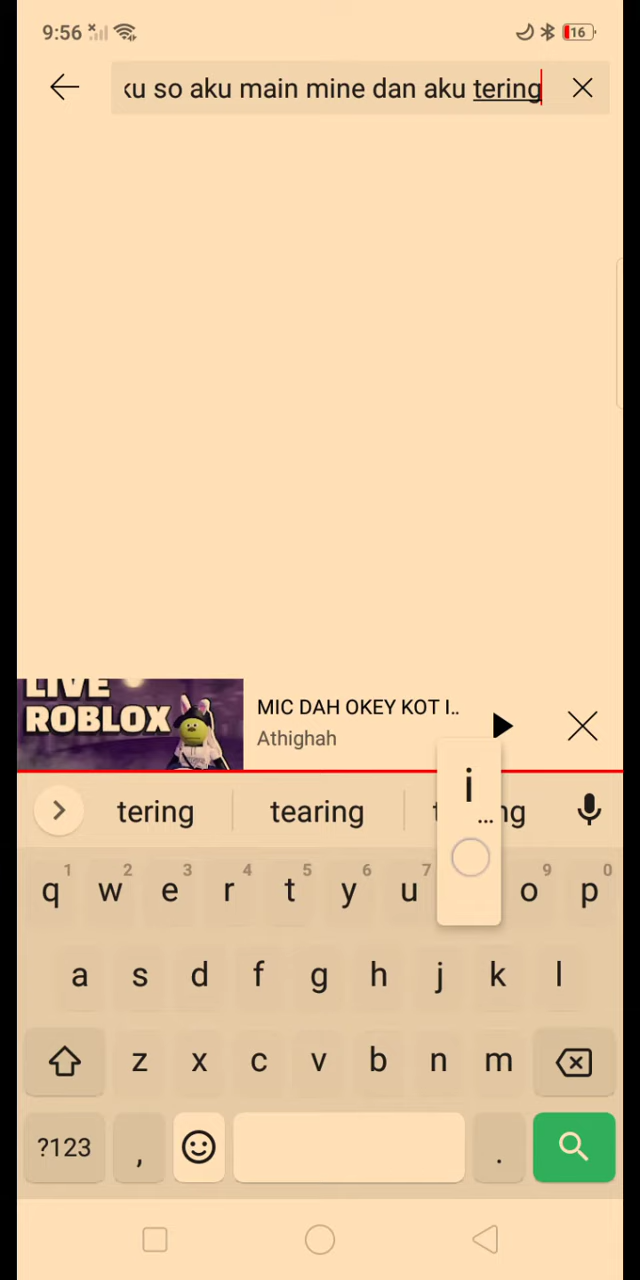 9:56
16
ku so aku main mine dan aku tering
LIVE
ROBLOX
MIC DAH OKEY KOT I..
Athighah
i
...
tering tearing
1 2 3 4 5 6 7 9 0
q w e r t y u o p
a s d f g h j k l
z x c v b n m
?123 , .